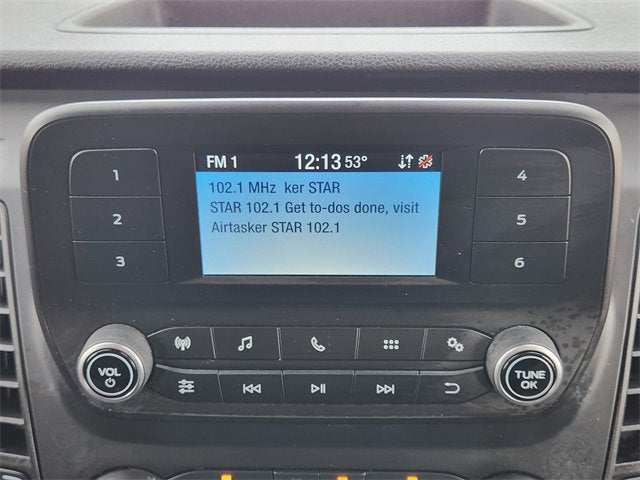 FM 1 12:13 53°
102.1 MHz ker STAR
STAR 102.1 Get to-dos done, visit
Airtasker STAR 102.1
1
2
3
4
5
6
VOL
TUNE
OK